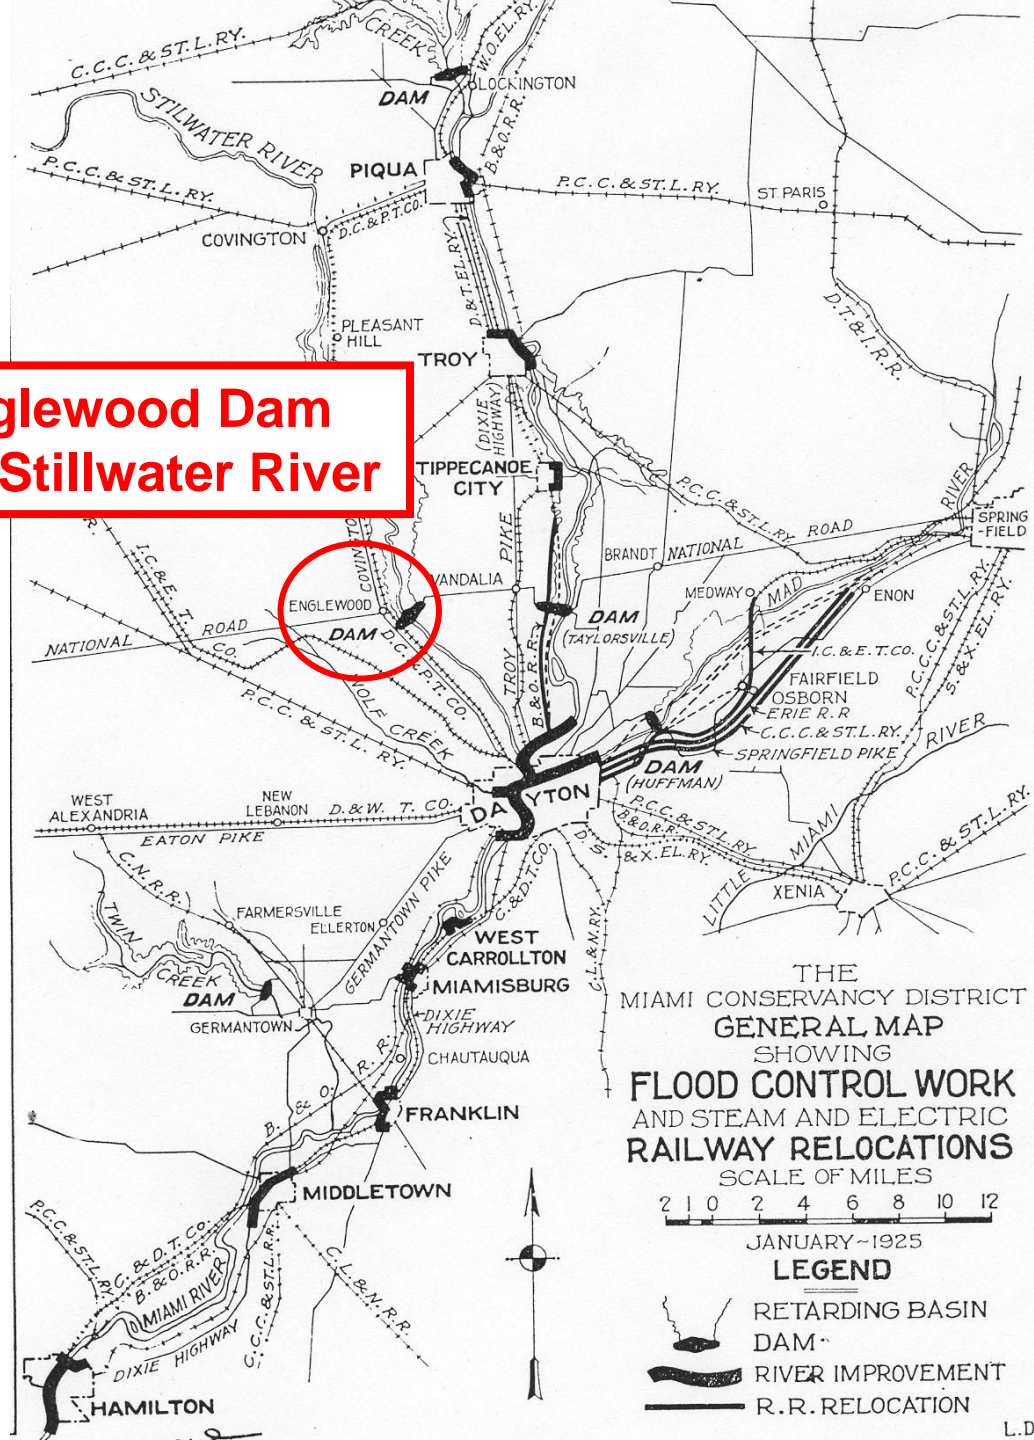 C.C.C. & ST.L. RY.
CREEK
W.O.EL.RY.
DAM
LOCKINGTON
STILWATER RIVER
B.&O.R.R.
PIQUA
P.C.C. & ST.L. RY.
P.C.C. & ST.L. RY.
ST. PARIS
D.C.& P.T.CO.
COVINGTON
D.&T.EL.RY.
D.T.& I.R.R.
PLEASANT
HILL
TROY
glewood Dam
Stillwater River
(DIXIE
HIGHWAY)
TIPPECANOE
CITY
P.C.C.& ST.L. RY.
RIVER
SPRING
-FIELD
R.
I.C.& E. T.
CO.
COVINGTO
PIKE
BRANDT
NATIONAL
ROAD
VANDALIA
MEDWAY
MAD
ENON
ENGLEWOOD
DAM
(TAYLORSVILLE)
NATIONAL
ROAD
DAM
D.C.&P.T.CO.
TROY
B.&O.R.R.
I.C.& E.T.CO.
P.C.C.C.& ST.L. RY.
S.& X.EL.RY.
WOLF CREEK
FAIRFIELD
OSBORN
ERIE R.R
C.C.C.& ST.L. RY.
SPRINGFIELD PIKE
RIVER
P.C.C. & ST. L. RY.
DAM
(HUFFMAN)
WEST
ALEXANDRIA
NEW
LEBANON
D.& W. T. CO.
DAYTON
EATON PIKE
P.C.C.& ST.L.RY.
B.&O.R.R.
D.S.
& X.EL.RY.
MIAMI
LITTLE
P.C.C. & ST.L. RY.
XENIA
C.N.R.R.
GERMANTOWN PIKE
C.& D.T.CO.
TWIN
CREEK
FARMERSVILLE
ELLERTON
WEST
CARROLLTON
C.L.& N.RY.
MIAMISBURG
DAM
GERMANTOWN
DIXIE
HIGHWAY
CHAUTAUQUA
B. & O. R. R.
FRANKLIN
MIDDLETOWN
P.C.C.& ST.L. RY.
C. & D. T. Co.
B.& O.R.R.
MIAMI RIVER
C.C.C.& ST.L.R.R.
C.L.& N.R.R.
DIXIE HIGHWAY
HAMILTON
THE
MIAMI CONSERVANCY DISTRICT
GENERAL MAP
SHOWING
FLOOD CONTROL WORK
AND STEAM AND ELECTRIC
RAILWAY RELOCATIONS
SCALE OF MILES
2 1 0 2 4 6 8 10 12
JANUARY~1925
LEGEND
RETARDING BASIN
DAM
RIVER IMPROVEMENT
R.R. RELOCATION
L.D